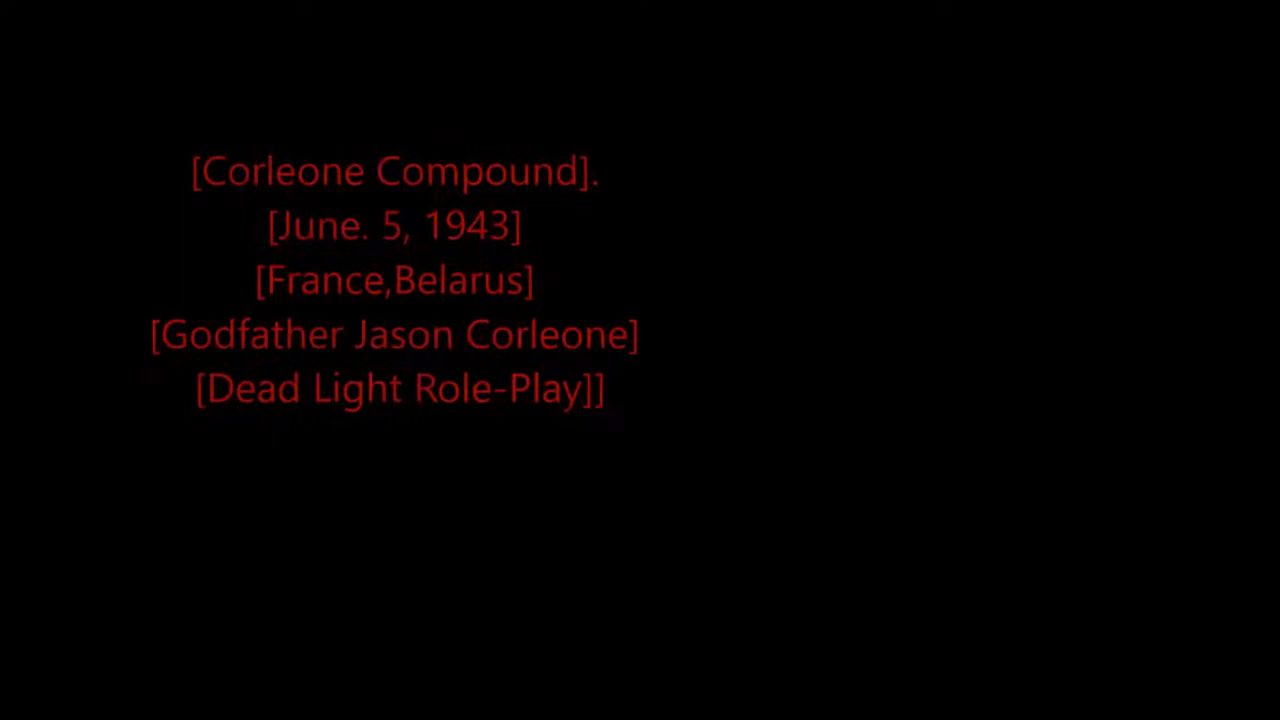 [Corleone Compound].
[June. 5, 1943]
[France,Belarus]
[Godfather Jason Corleone]
[Dead Light Role-Play]]